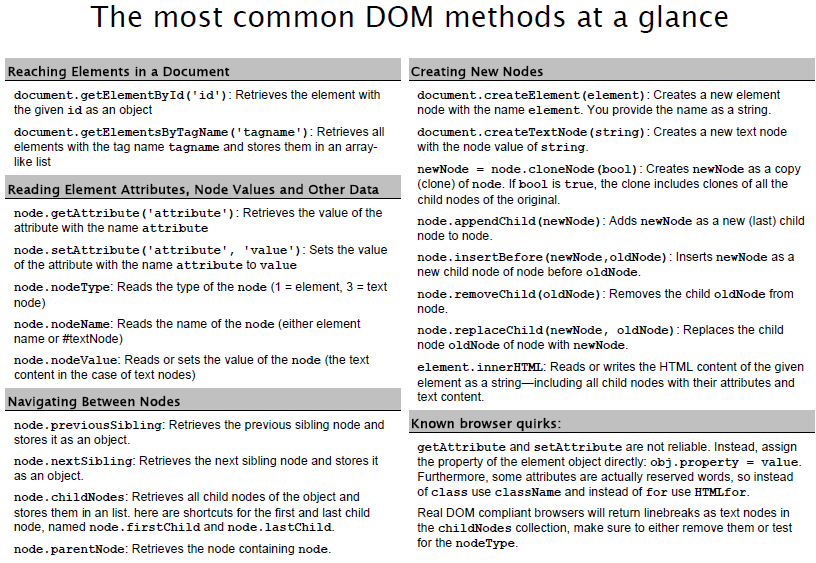 The most common DOM methods at a glance
Reaching Elements in a Document
document.getElementById('id'): Retrieves the element with
the given id as an object
document.getElementsByTagName('tagname'): Retrieves all
elements with the tag name tagname and stores them in an array-
like list
Reading Element Attributes, Node Values and Other Data
node.getAttribute('attribute'): Retrieves the value of the
attribute with the name attribute
node.setAttribute('attribute', 'value'): Sets the value
of the attribute with the name attribute to value
node.nodeType: Reads the type of the node (1 = element, 3 = text
node)
node.nodeName: Reads the name of the node (either element
name or #textNode)
node.nodeValue: Reads or sets the value of the node (the text
content in the case of text nodes)
Navigating Between Nodes
node.previousSibling: Retrieves the previous sibling node and
stores it as an object.
node.nextSibling: Retrieves the next sibling node and stores it
as an object.
node.childNodes: Retrieves all child nodes of the object and
stores them in an list. here are shortcuts for the first and last child
node, named node.firstChild and node.lastChild.
node.parentNode: Retrieves the node containing node.
Creating New Nodes
document.createElement(element): Creates a new element
node with the name element. You provide the name as a string.
document.createTextNode(string): Creates a new text node
with the node value of string.
newNode = node.cloneNode(bool): Creates newNode as a copy
(clone) of node. If bool is true, the clone includes clones of all the
child nodes of the original.
node.appendChild(newNode): Adds newNode as a new (last) child
node to node.
node.insertBefore(newNode,oldNode): Inserts newNode as a
new child node of node before oldNode.
node.removeChild(oldNode): Removes the child oldNode from
node.
node.replaceChild(newNode, oldNode): Replaces the child
node oldNode of node with newNode.
element.innerHTML: Reads or writes the HTML content of the given
element as a string—including all child nodes with their attributes and
text content.
Known browser quirks:
getAttribute and setAttribute are not reliable. Instead, assign
the property of the element object directly: obj.property = value.
Furthermore, some attributes are actually reserved words, so instead
of class use className and instead of for use HTMLfor.
Real DOM compliant browsers will return linebreaks as text nodes in
the childNodes collection, make sure to either remove them or test
for the nodeType.